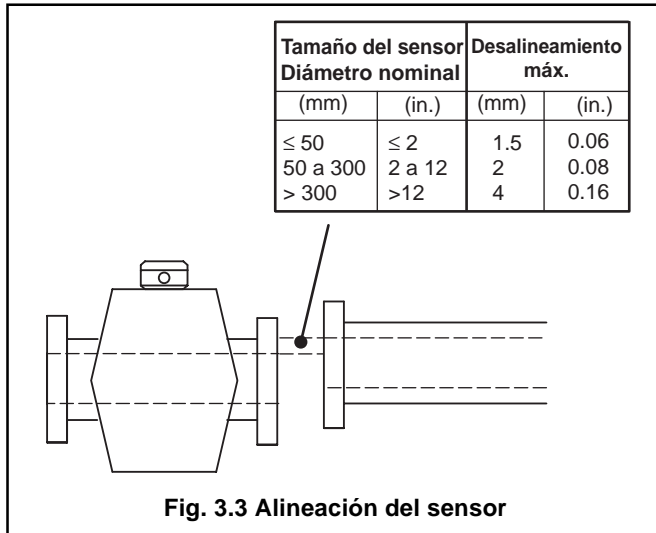 Tamaño del sensor Desalineamiento
Diámetro nominal máx.
(mm) (in.) (mm) (in.)
≤ 50 ≤ 2 1.5 0.06
50 a 300 2 a 12 2 0.08
> 300 >12 4 0.16
Fig. 3.3 Alineación del sensor